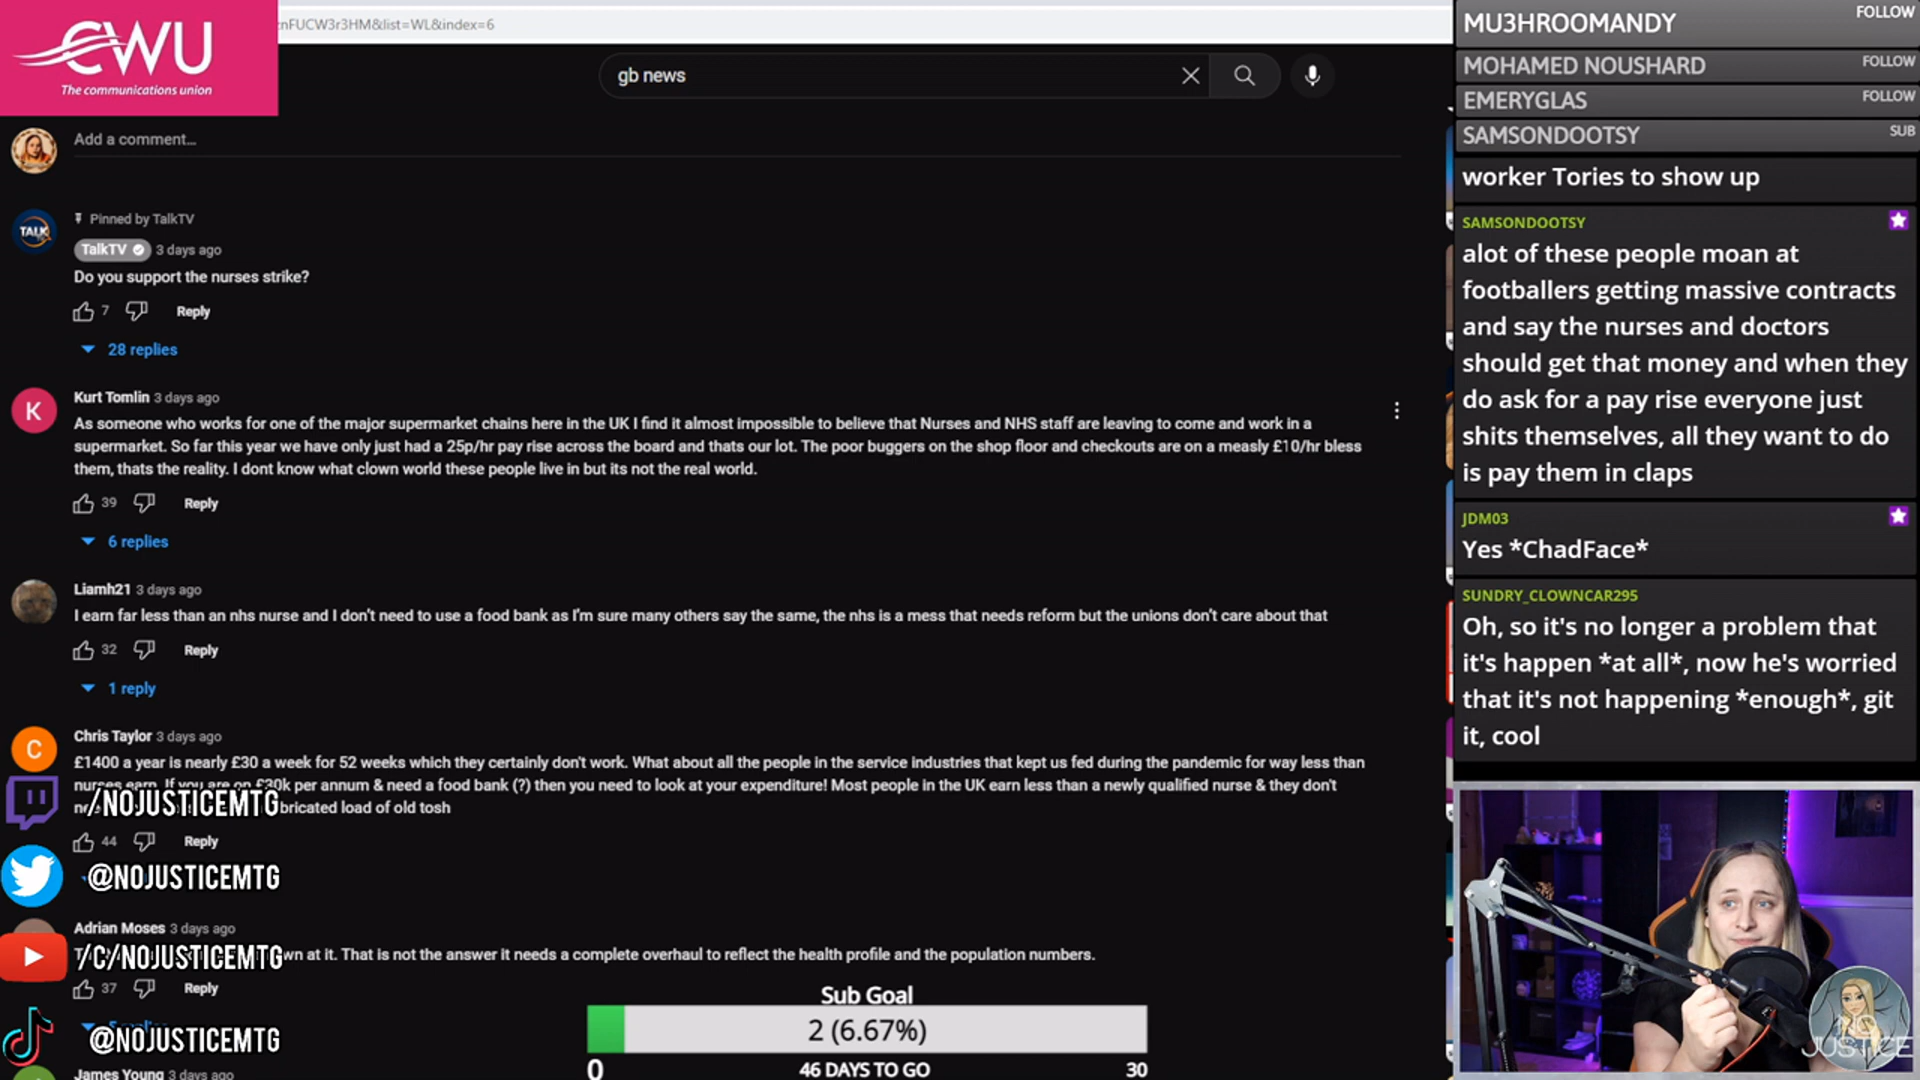 CWU
The communications union
nFUCW3r3HM&list=WL&index=6
gb news
Add a comment...
Pinned by TalkTV
TALK
TalkTV 3 days ago
Do you support the nurses strike?
7 Reply
28 replies
K
Kurt Tomlin 3 days ago
As someone who works for one of the major supermarket chains here in the UK I find it almost impossible to believe that Nurses and NHS staff are leaving to come and work in a
supermarket. So far this year we have only just had a 25p/hr pay rise across the board and thats our lot. The poor buggers on the shop floor and checkouts are on a measly £10/hr bless
them, thats the reality. I dont know what clown world these people live in but its not the real world.
39 Reply
6 replies
Liamh21 3 days ago
I earn far less than an nhs nurse and I don't need to use a food bank as I'm sure many others say the same, the nhs is a mess that needs reform but the unions don't care about that
32 Reply
1 reply
C
Chris Taylor 3 days ago
£1400 a year is nearly £30 a week for 52 weeks which they certainly don't work. What about all the people in the service industries that kept us fed during the pandemic for way less than
nurses earn. If you are on £30k per annum & need a food bank (?) then you need to look at your expenditure! Most people in the UK earn less than a newly qualified nurse & they don't
bricated load of old tosh
/NOJUSTICEMTG
44 Reply
@NOJUSTICEMTG
Adrian Moses 3 days ago
wn at it. That is not the answer it needs a complete overhaul to reflect the health profile and the population numbers.
/C/NOJUSTICEMTG
37 Reply
@NOJUSTICEMTG
James Young 3 days ago
Sub Goal
2 (6.67%)
0 46 DAYS TO GO 30
MU3HROOMANDY FOLLOW
MOHAMED NOUSHARD FOLLOW
EMERYGLAS FOLLOW
SAMSONDOOTSY SUB
worker Tories to show up
SAMSONDOOTSY
alot of these people moan at
footballers getting massive contracts
and say the nurses and doctors
should get that money and when they
do ask for a pay rise everyone just
shits themselves, all they want to do
is pay them in claps
JDM03
Yes *ChadFace*
SUNDRY_CLOWNCAR295
Oh, so it's no longer a problem that
it's happen *at all*, now he's worried
that it's not happening *enough*, git
it, cool
NO
JUSTICE